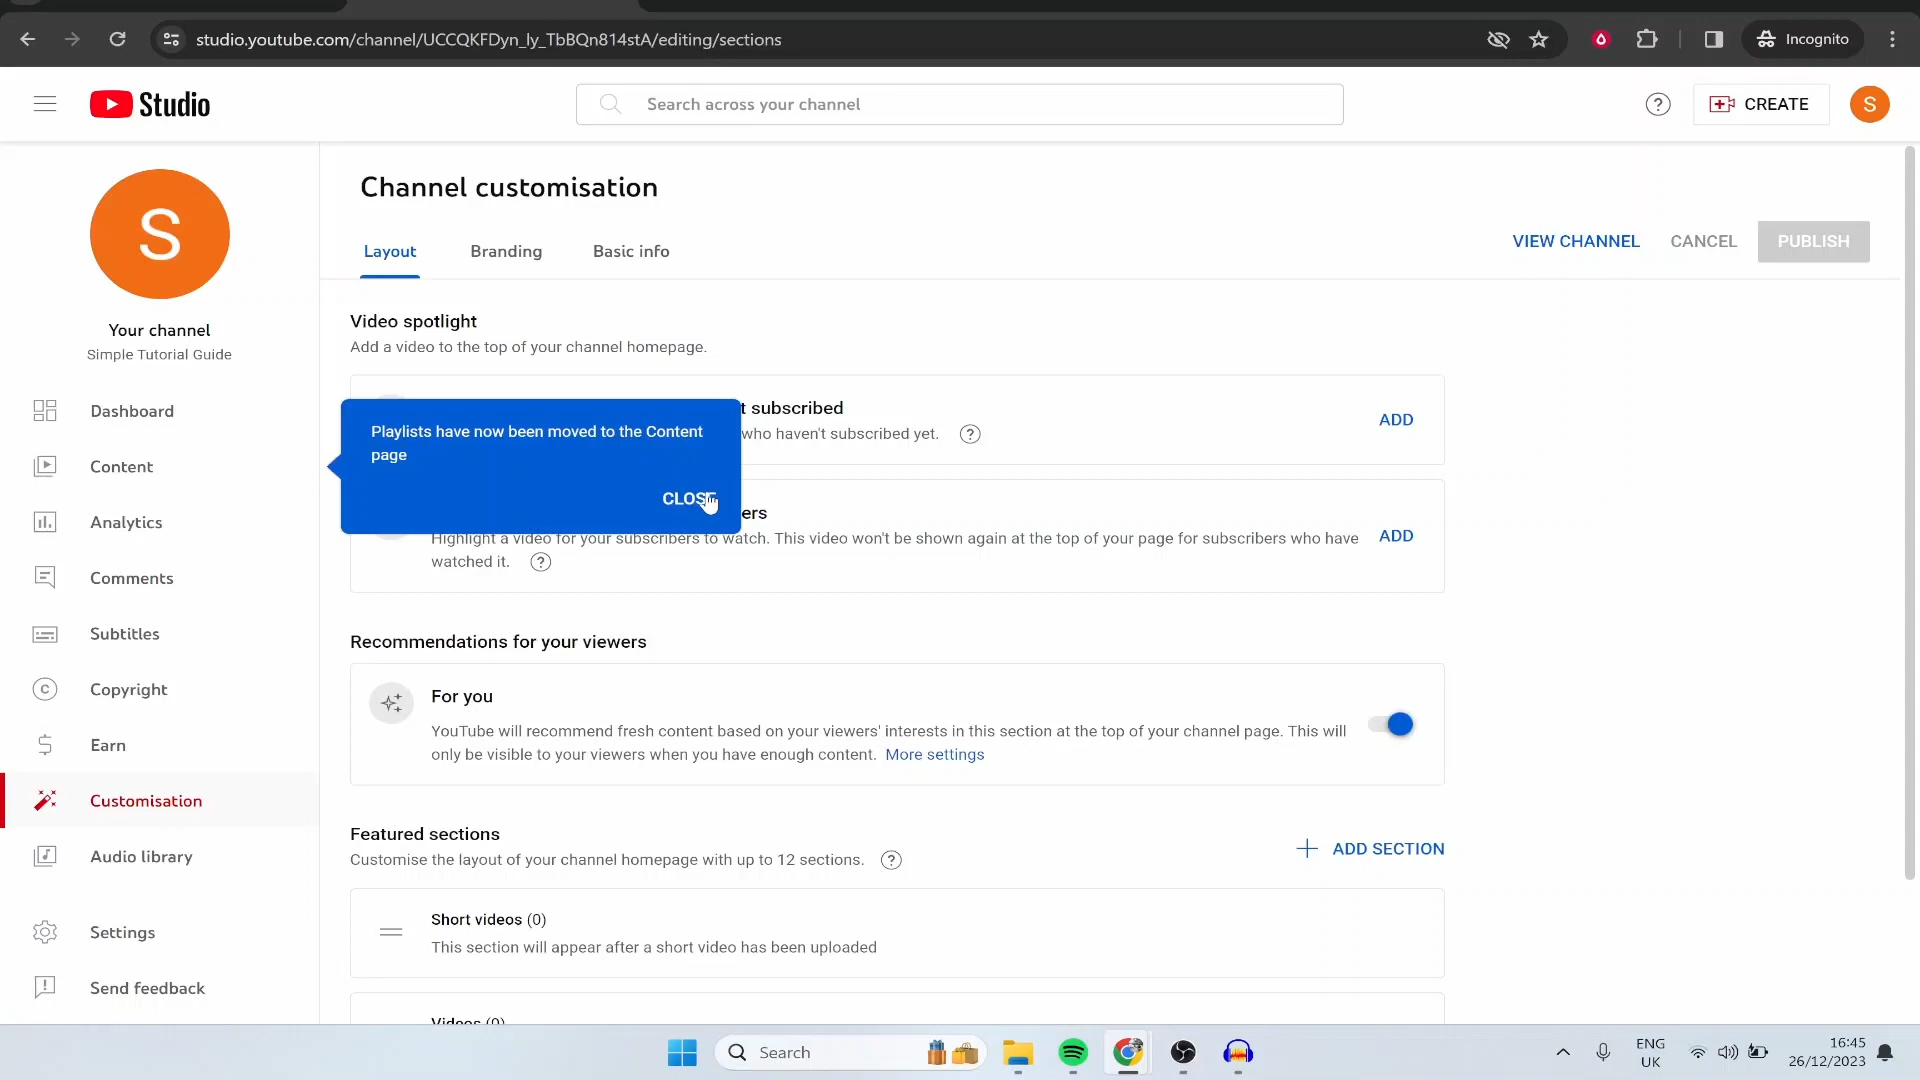 studio.youtube.com/channel/UCCQKFDyn_ly_TbBQn814stA/editing/sections
Incognito
Studio
Search across your channel
CREATE
S
S
Your channel
Simple Tutorial Guide
Dashboard
Content
Analytics
Comments
Subtitles
Copyright
Earn
Customisation
Audio library
Settings
Send feedback
Channel customisation
Layout
Branding
Basic info
VIEW CHANNEL
CANCEL
PUBLISH
Video spotlight
Add a video to the top of your channel homepage.
t subscribed
who haven't subscribed yet.
ADD
Playlists have now been moved to the Content
page
CLOSE
ers
Highlight a video for your subscribers to watch. This video won't be shown again at the top of your page for subscribers who have
watched it.
ADD
Recommendations for your viewers
For you
YouTube will recommend fresh content based on your viewers' interests in this section at the top of your channel page. This will
only be visible to your viewers when you have enough content. More settings
Featured sections
Customise the layout of your channel homepage with up to 12 sections.
ADD SECTION
Short videos (0)
This section will appear after a short video has been uploaded
Videos (0)
Search
ENG
UK
16:45
26/12/2023